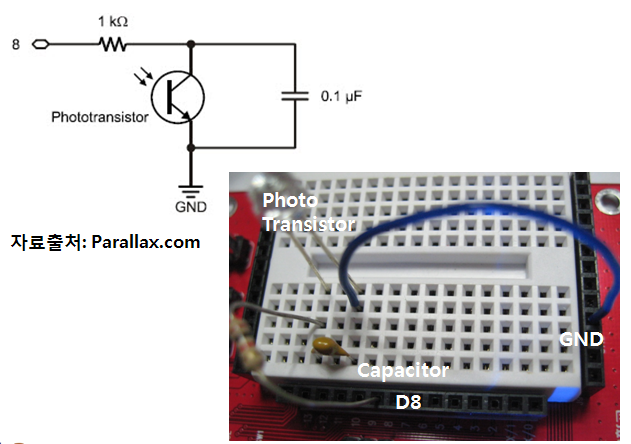 1 kΩ
8
0.1 µF
Phototransistor
GND
자료출처: Parallax.com
Photo
Transistor
GND
Capacitor
D8